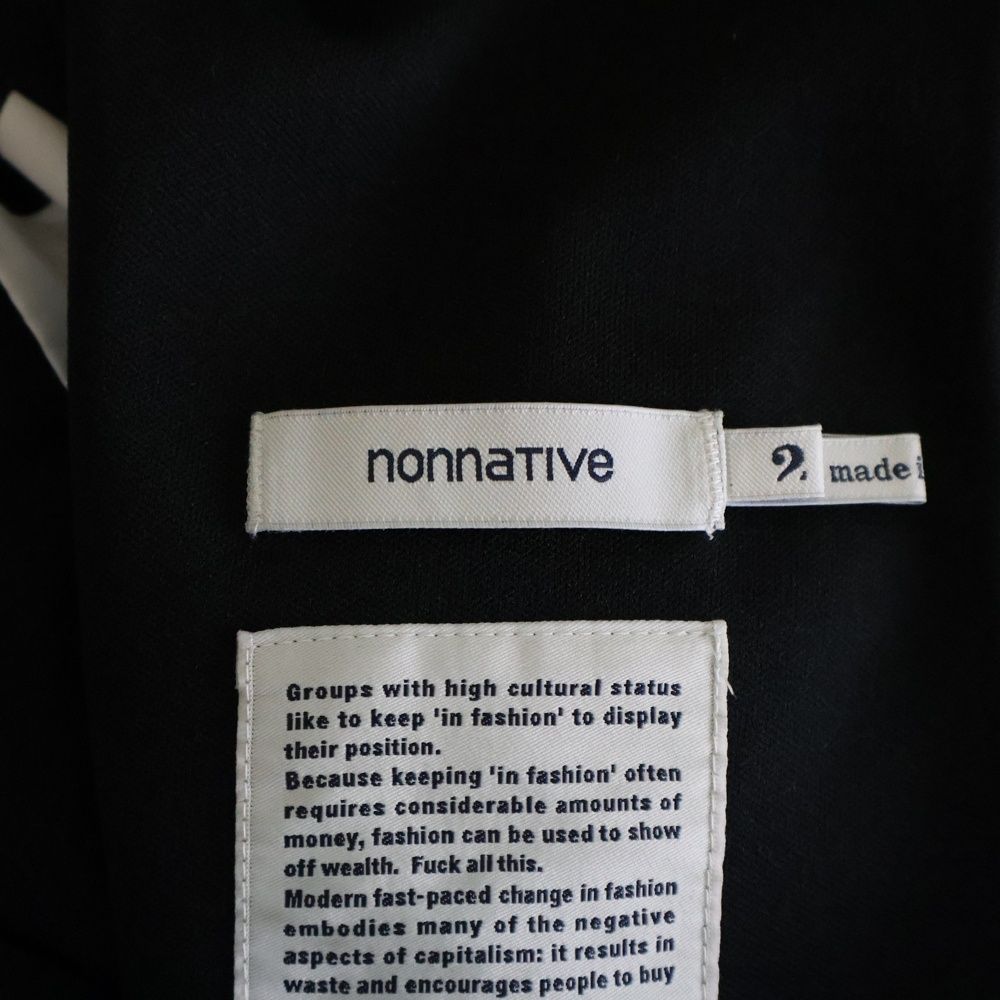 nonnative
2
made
Groups with high cultural status
like to keep 'in fashion' to display
their position.
Because keeping 'in fashion' often
requires considerable amounts of
money, fashion can be used to show
off wealth. Fuck all this.
Modern fast-paced change in fashion
embodies many of the negative
aspects of capitalism: it results in
waste and encourages people to buy